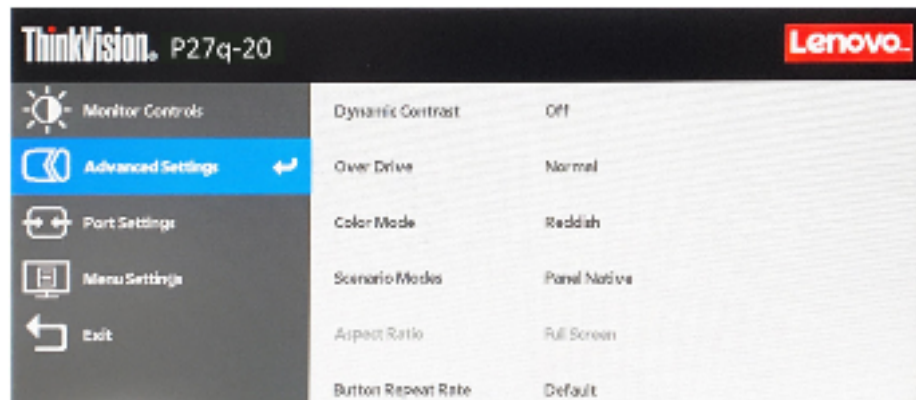 ThinkVision. P27q-20
Lenovo
Monitor Controls
Advanced Settings
Port Settings
Menu Settings
Exit
Dynamic Contrast Off
Over Drive Normal
Color Mode Reddish
Scenario Modes Panel Native
Aspect Ratio Full Screen
Button Repeat Rate Default